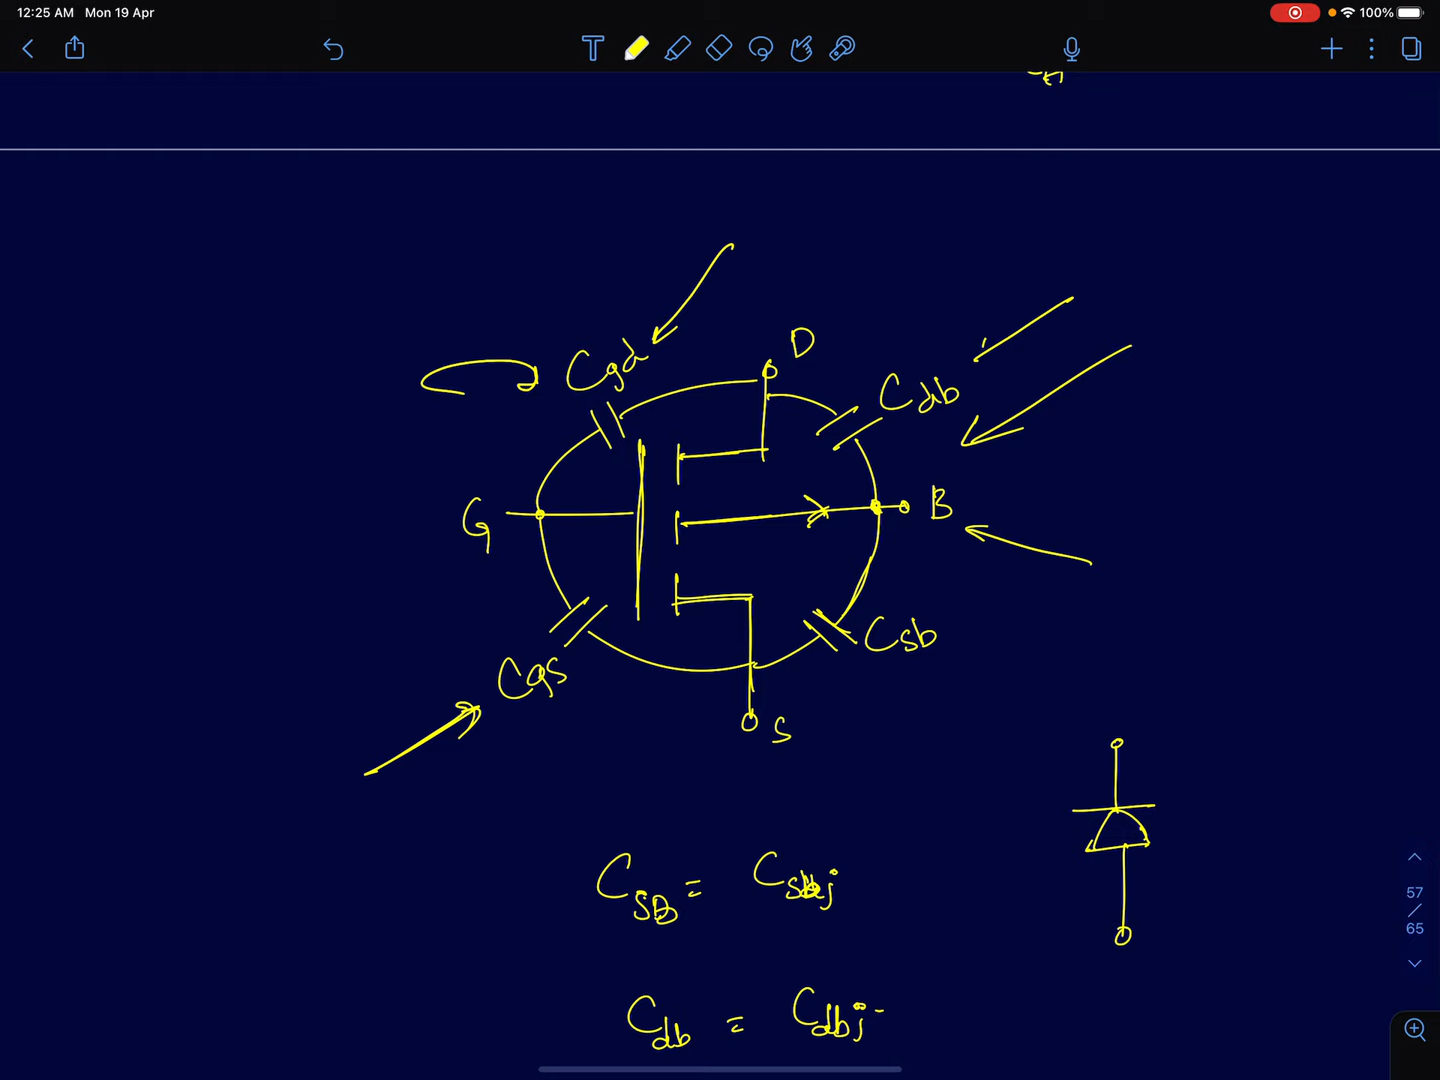 12:25 AM Mon 19 Apr
100%
D
Cgd
Cdb
G
B
Cgs
Csb
S
CSB = Csbj
Cdb = Cdbj
57
/
65